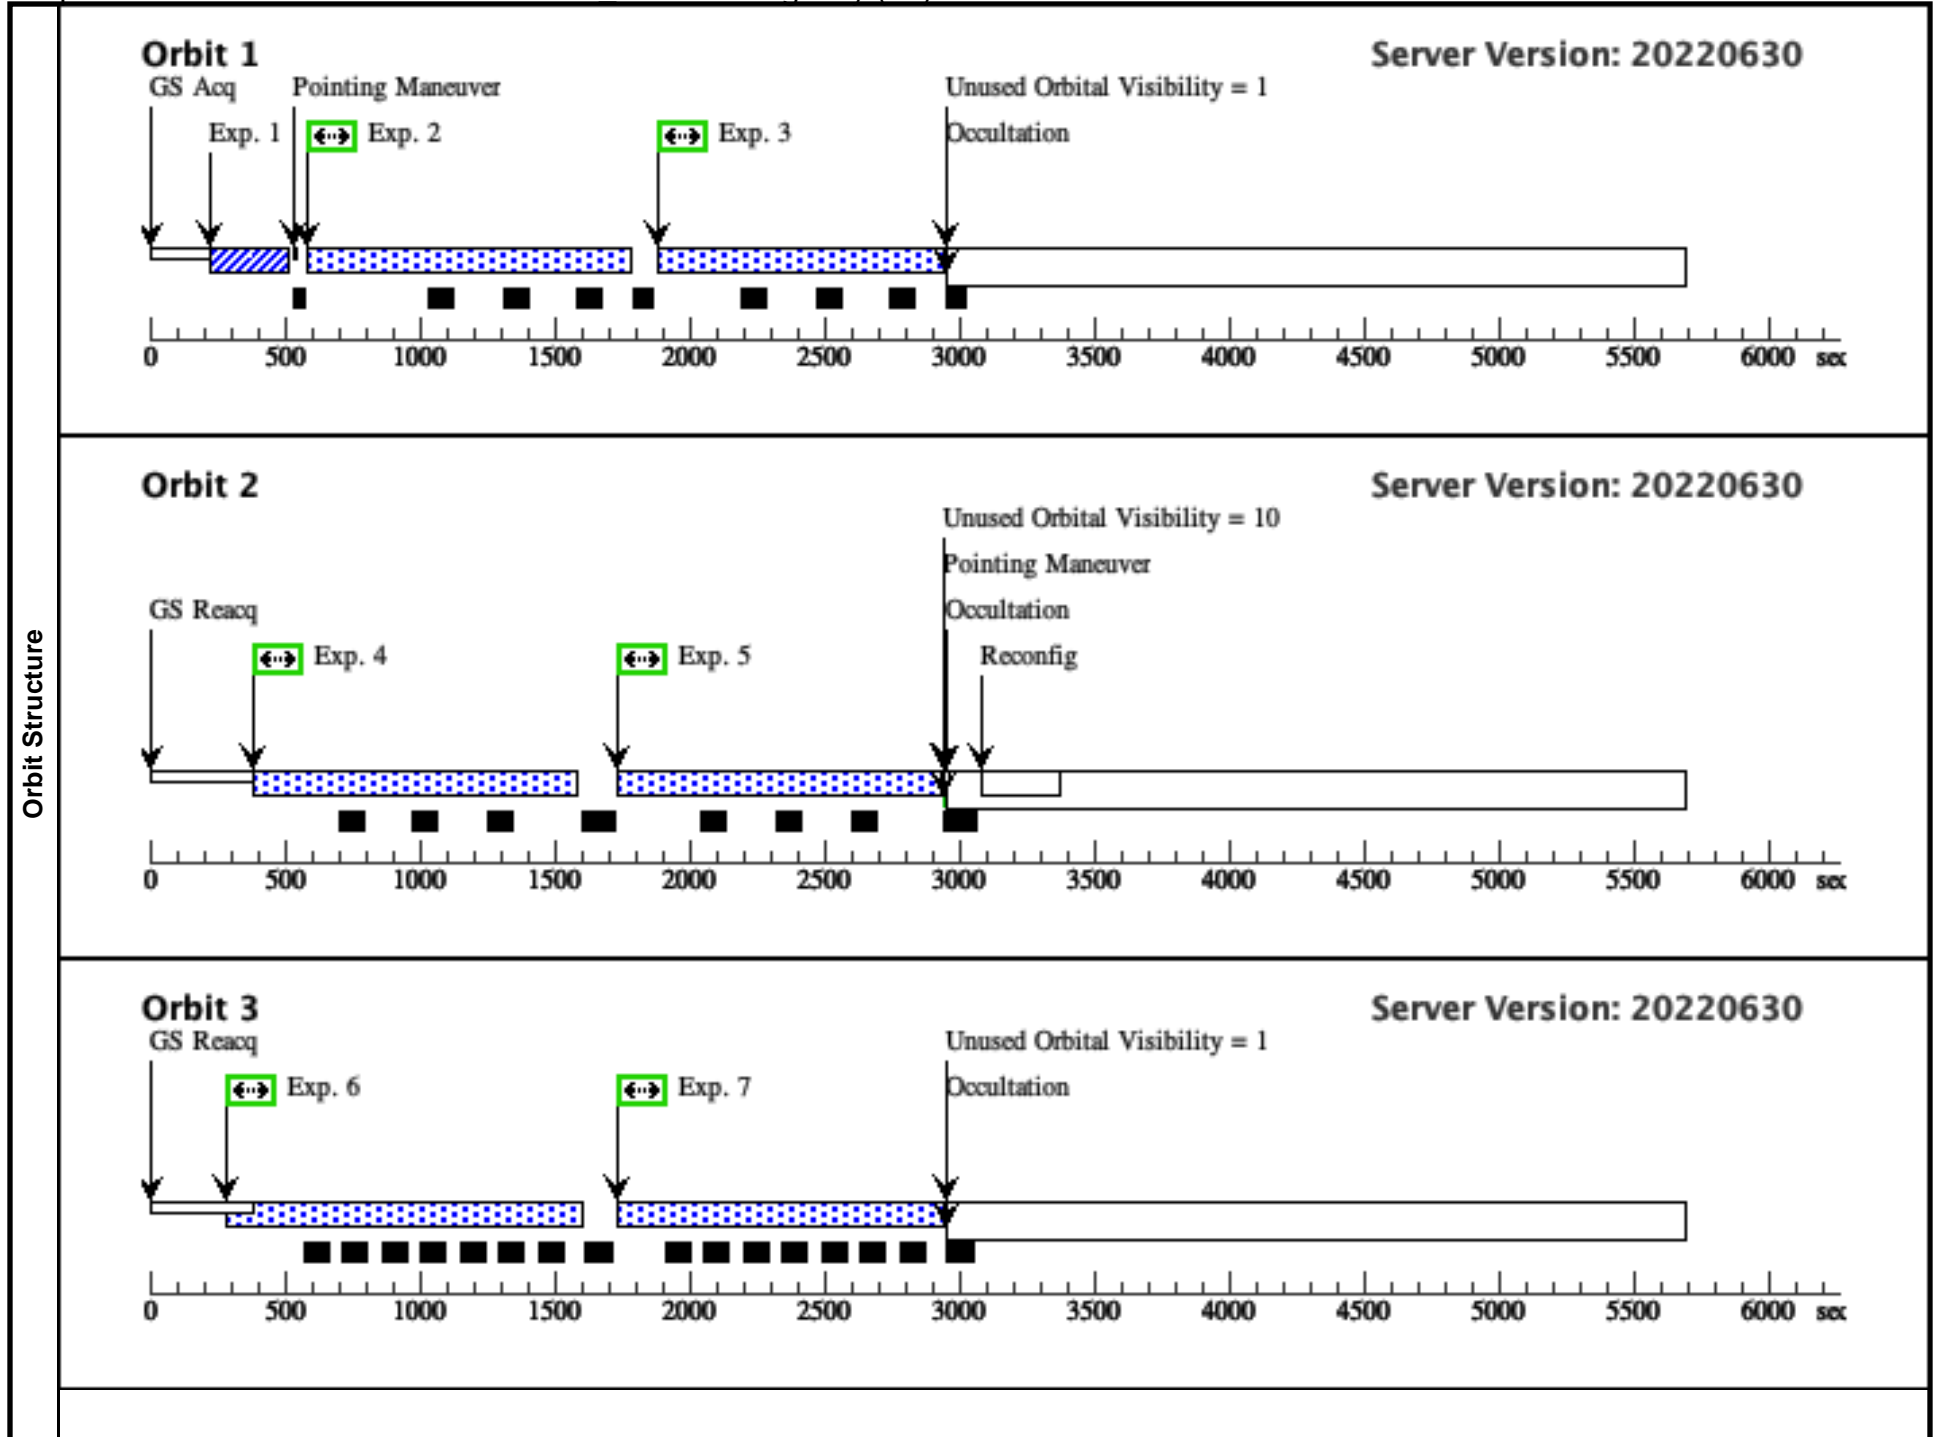 Orbit Structure
Orbit 1 Server Version: 20220630
GS Acq Pointing Maneuver Unused Orbital Visibility = 1
Exp. 1 Exp. 2 Exp. 3 Occultation
0 500 1000 1500 2000 2500 3000 3500 4000 4500 5000 5500 6000 sec
Orbit 2 Server Version: 20220630
Unused Orbital Visibility = 10
Pointing Maneuver
GS Reacq Occultation
Exp. 4 Exp. 5 Reconfig
0 500 1000 1500 2000 2500 3000 3500 4000 4500 5000 5500 6000 sec
Orbit 3 Server Version: 20220630
GS Reacq Unused Orbital Visibility = 1
Exp. 6 Exp. 7 Occultation
0 500 1000 1500 2000 2500 3000 3500 4000 4500 5000 5500 6000 sec